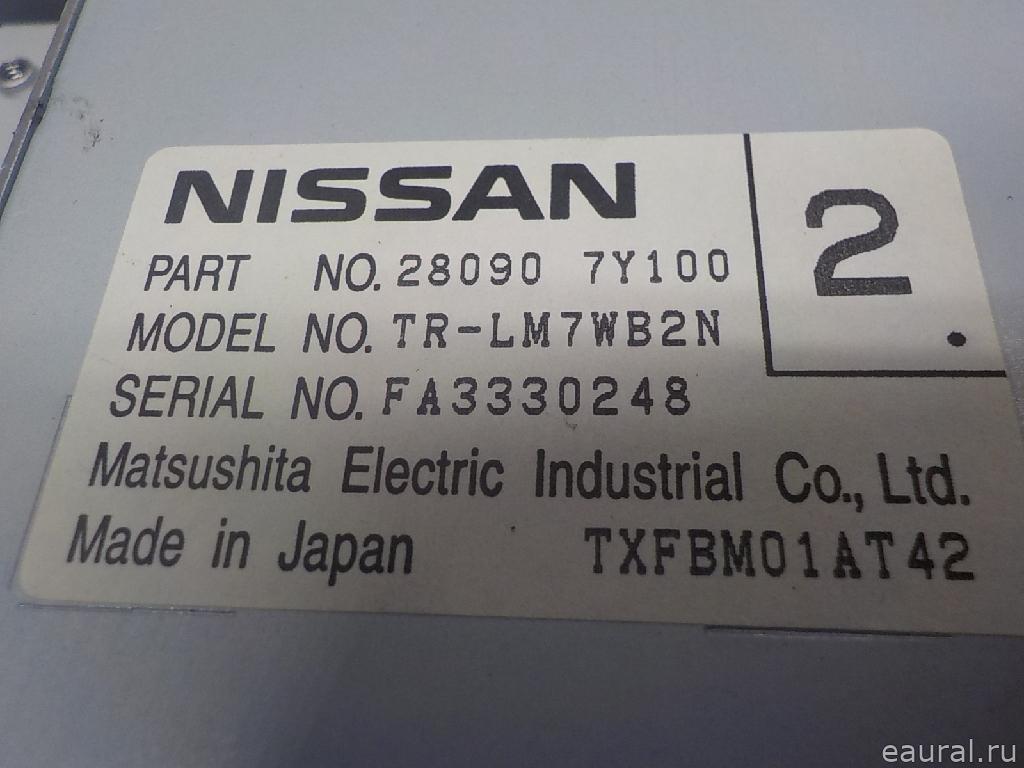 NISSAN
2.
PART NO. 28090 7Y100
MODEL NO. TR-LM7WB2N
SERIAL NO. FA3330248
Matsushita Electric Industrial Co., Ltd.
Made in Japan TXFBM01AT42
eaural.ru